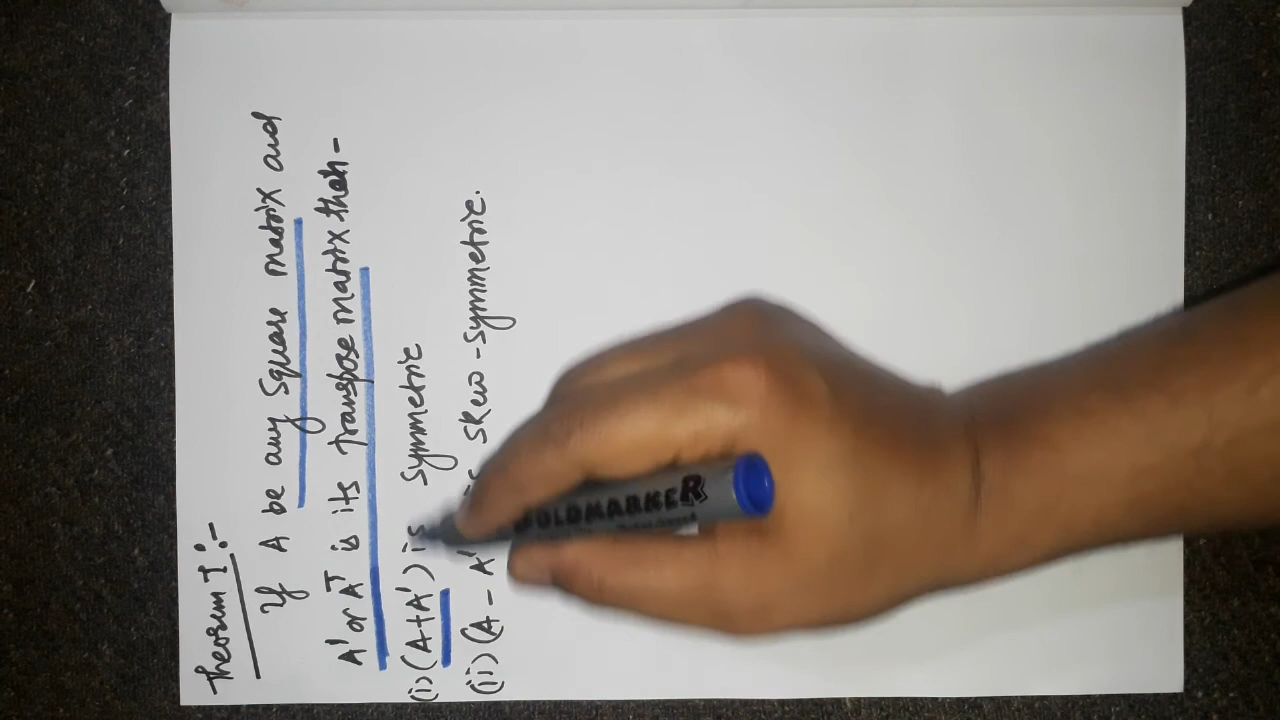 Theorem I:-
If A be any square matrix and
A' or Aᵀ is its transpose matrix then-
(i) (A+A') is symmetric
(ii) (A - A' is skew-symmetric.
BOLDMARKER